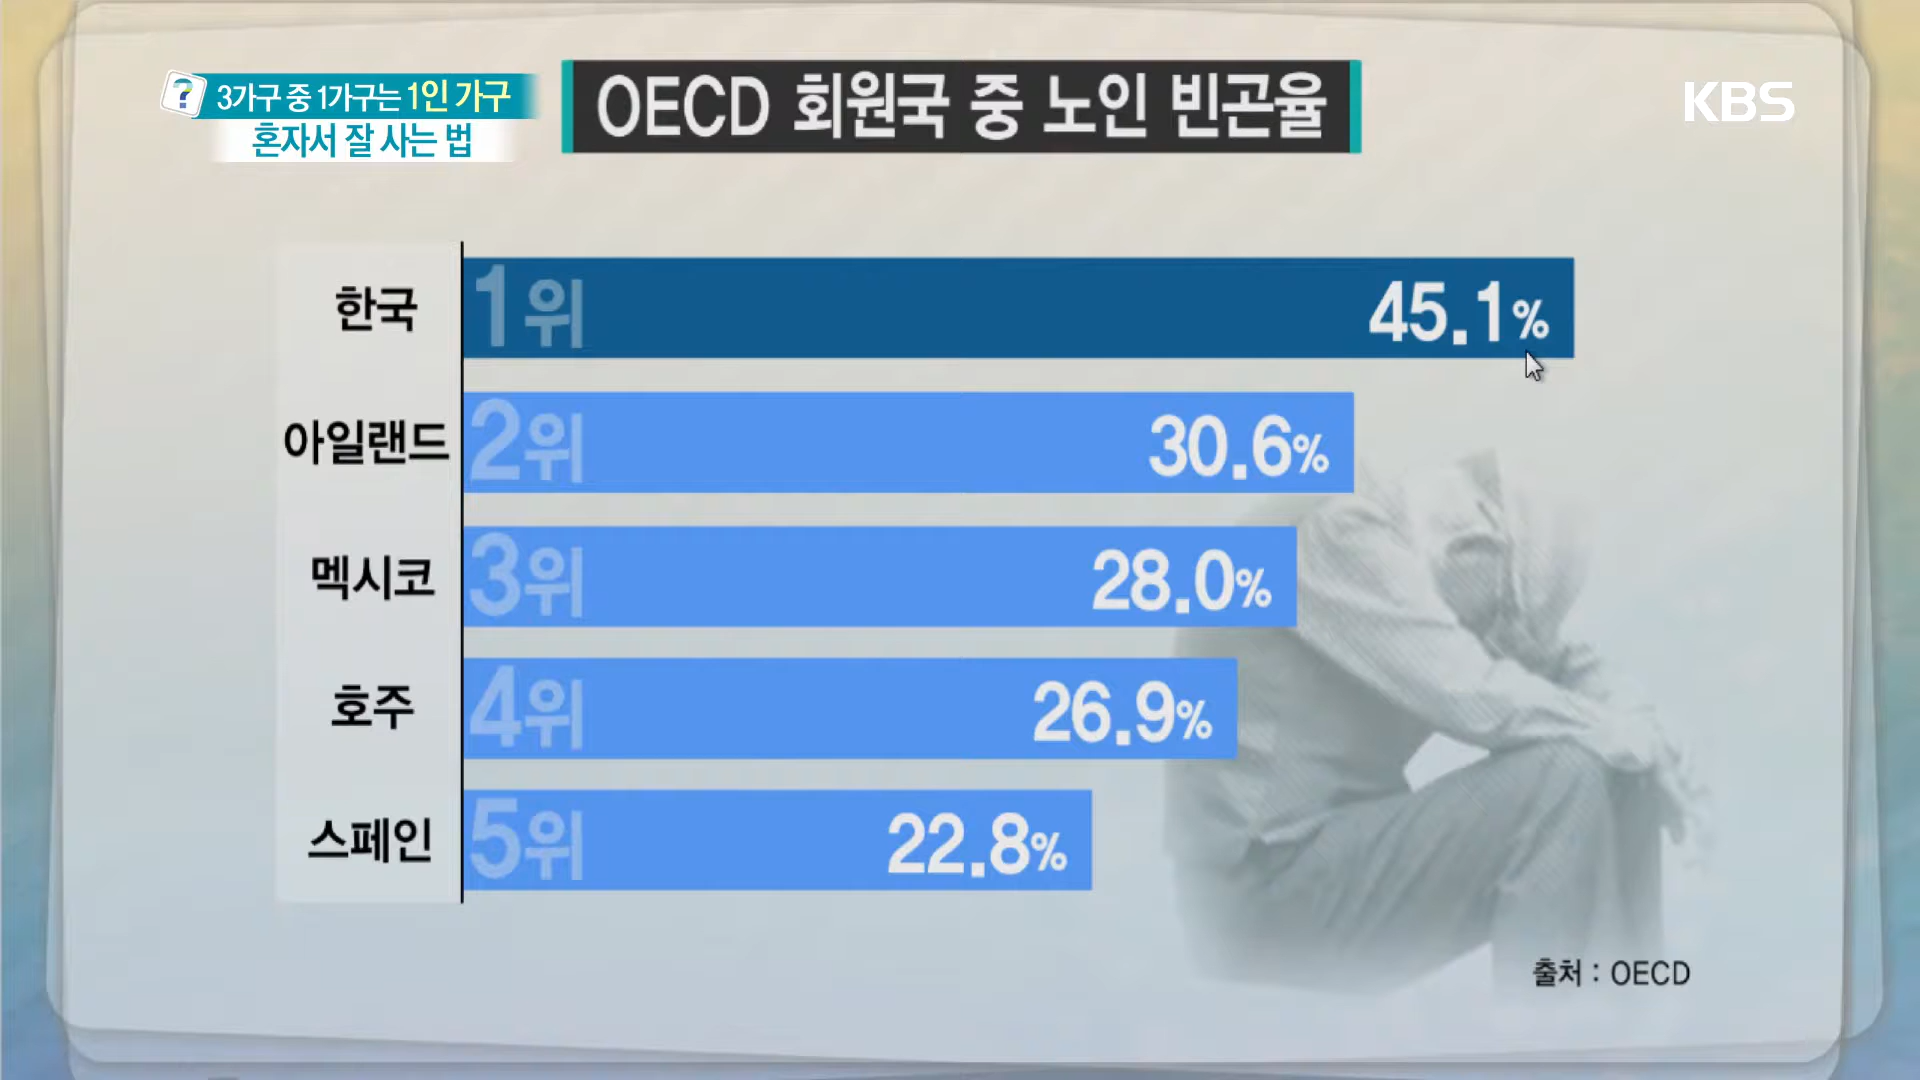 3가구 중 1가구는 1인 가구
혼자서 잘 사는 법
OECD 회원국 중 노인 빈곤율
KBS
한국 1위 45.1%
아일랜드 2위 30.6%
멕시코 3위 28.0%
호주 4위 26.9%
스페인 5위 22.8%
출처 : OECD